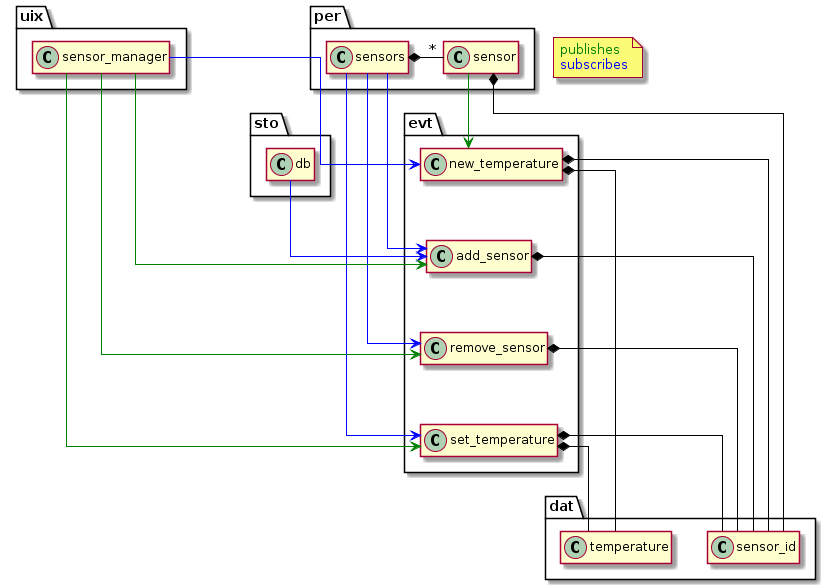 uix
per
C sensor_manager
C sensors
*
C sensor
publishes
subscribes
sto
evt
C db
C new_temperature
C add_sensor
C remove_sensor
C set_temperature
dat
C temperature
C sensor_id